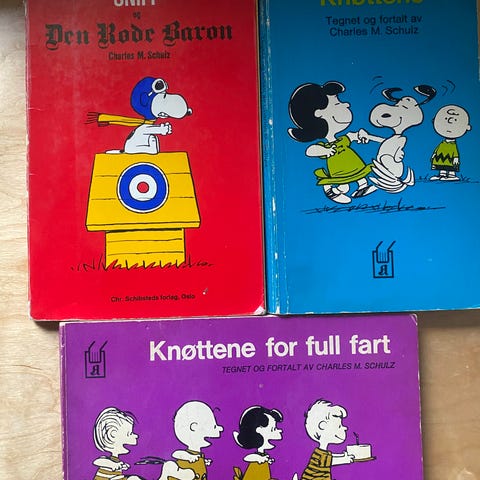 og
Den Røde Baron
Charles M. Schulz
Chr. Schibsteds forlag, Oslo
Knøttene
Tegnet og fortalt av
Charles M. Schulz
A
Knøttene for full fart
TEGNET OG FORTALT AV CHARLES M. SCHULZ
A